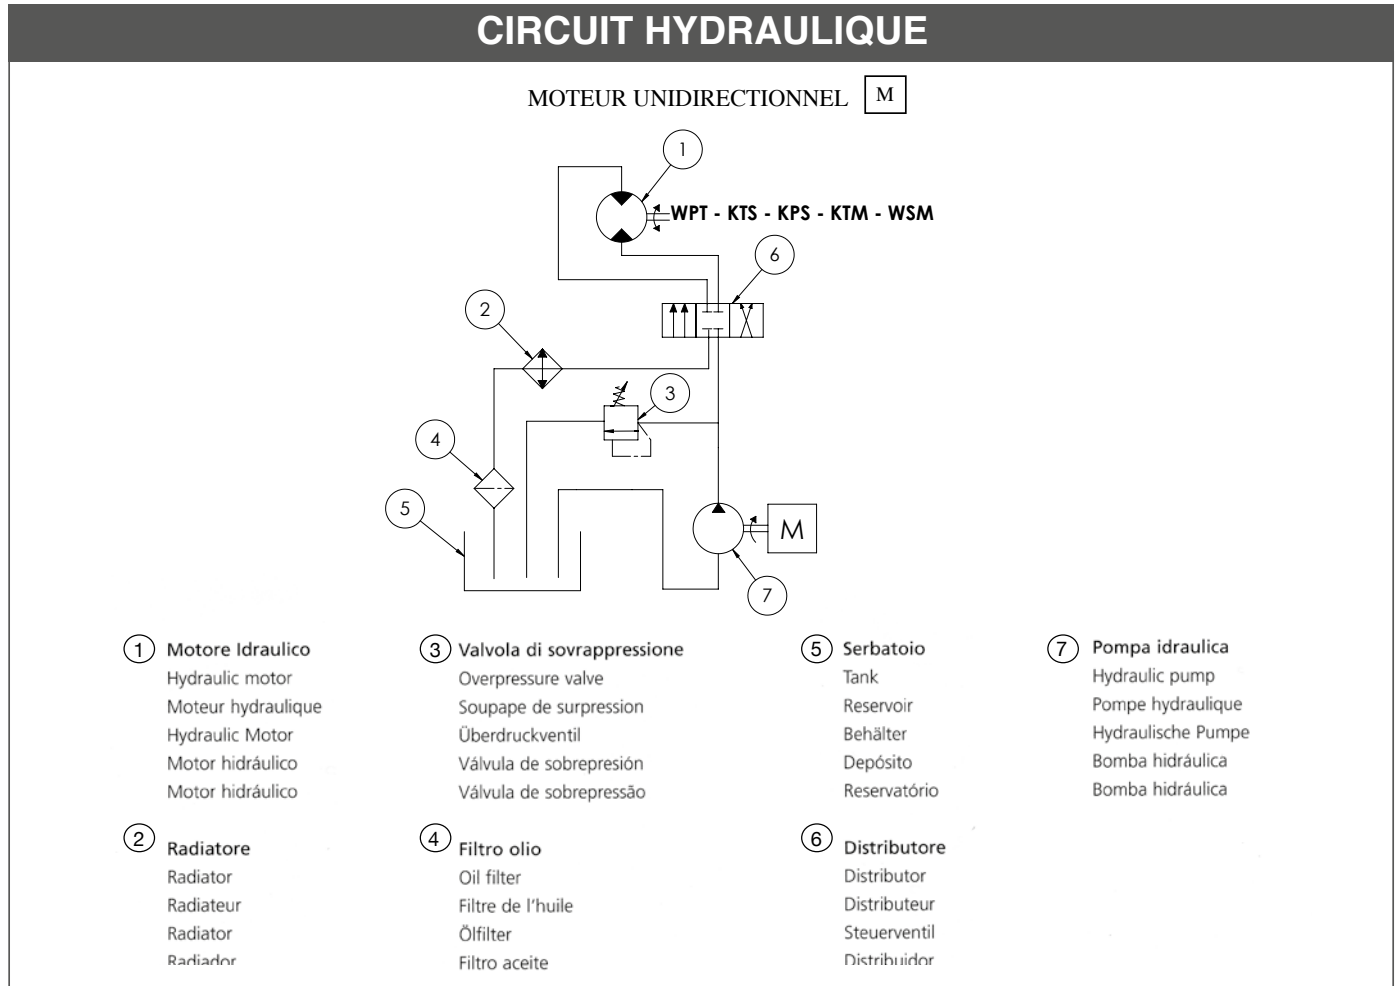 CIRCUIT HYDRAULIQUE
MOTEUR UNIDIRECTIONNEL M
1
WPT - KTS - KPS - KTM - WSM
6
2
3
4
5
M
7
1 Motore Idraulico
Hydraulic motor
Moteur hydraulique
Hydraulic Motor
Motor hidráulico
Motor hidráulico
3 Valvola di sovrappressione
Overpressure valve
Soupape de surpression
Überdruckventil
Válvula de sobrepresión
Válvula de sobrepressão
5 Serbatoio
Tank
Reservoir
Behälter
Depósito
Reservatório
7 Pompa idraulica
Hydraulic pump
Pompe hydraulique
Hydraulische Pumpe
Bomba hidráulica
Bomba hidráulica
2 Radiatore
Radiator
Radiateur
Radiator
Radiador
4 Filtro olio
Oil filter
Filtre de l'huile
Ölfilter
Filtro aceite
6 Distributore
Distributor
Distributeur
Steuerventil
Distribuidor